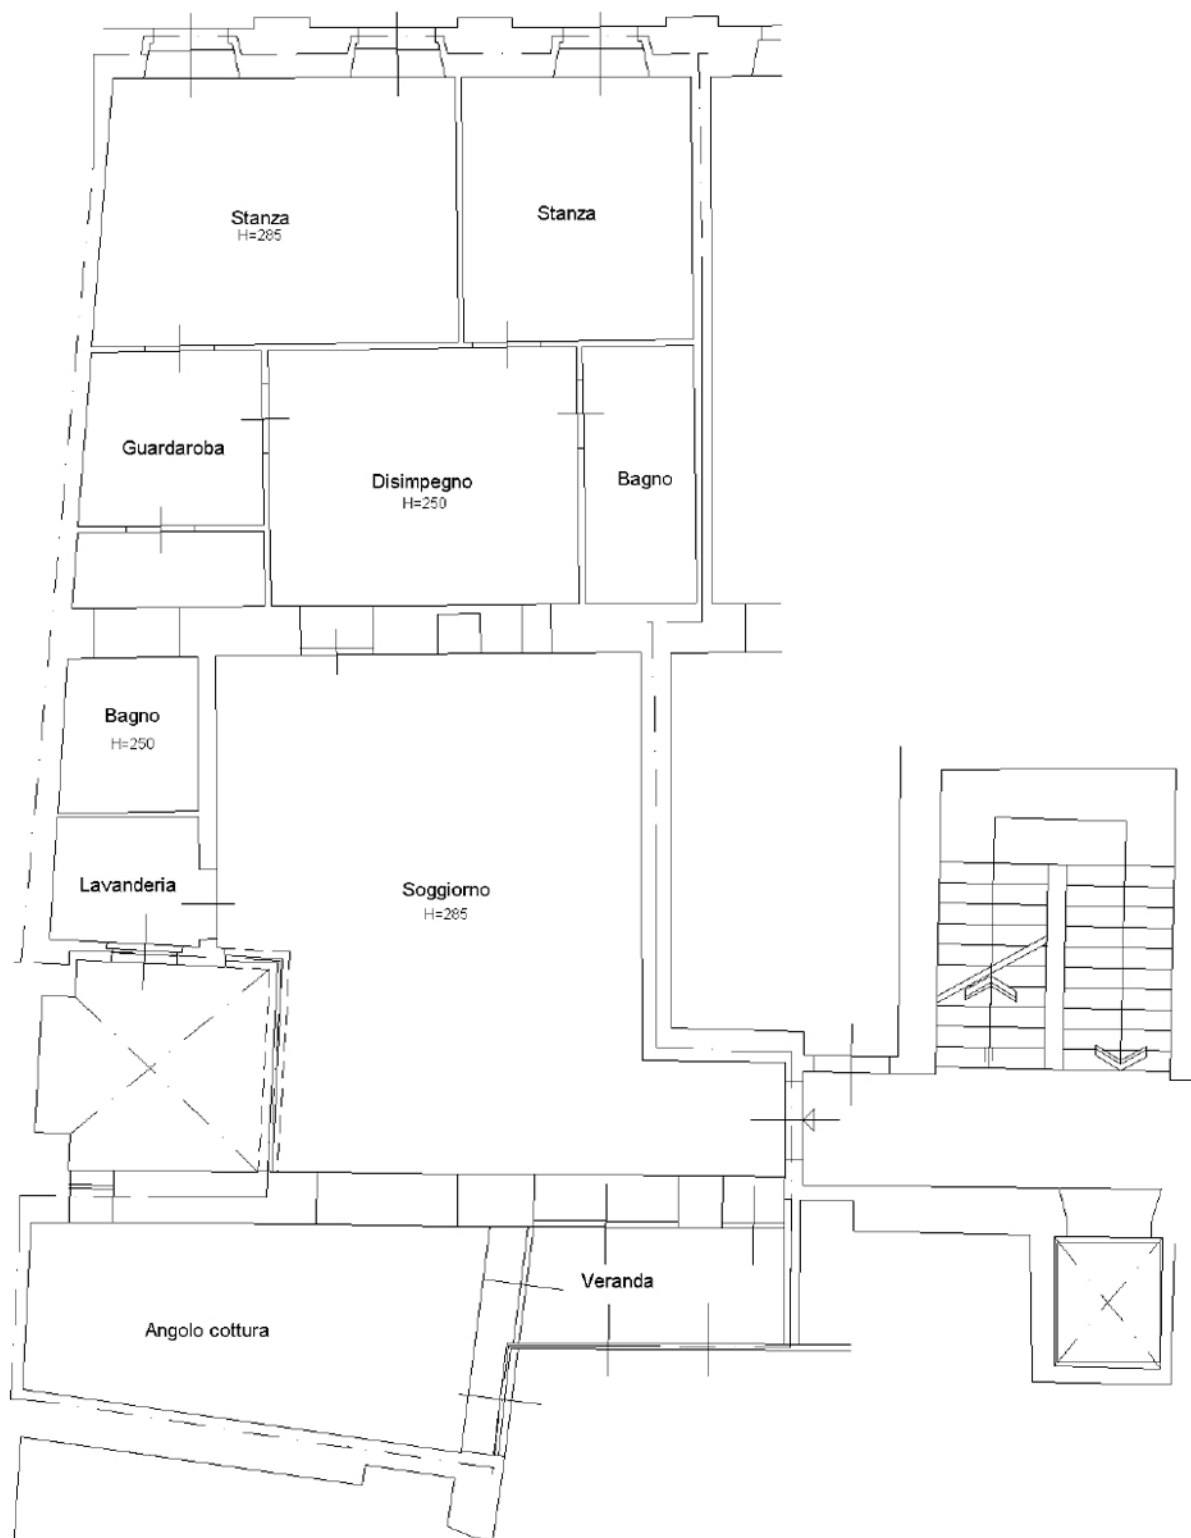 Stanza
H=285
Stanza
Guardaroba
Disimpegno
H=250
Bagno
Bagno
H=250
Lavanderia
Soggiorno
H=285
Veranda
Angolo cottura